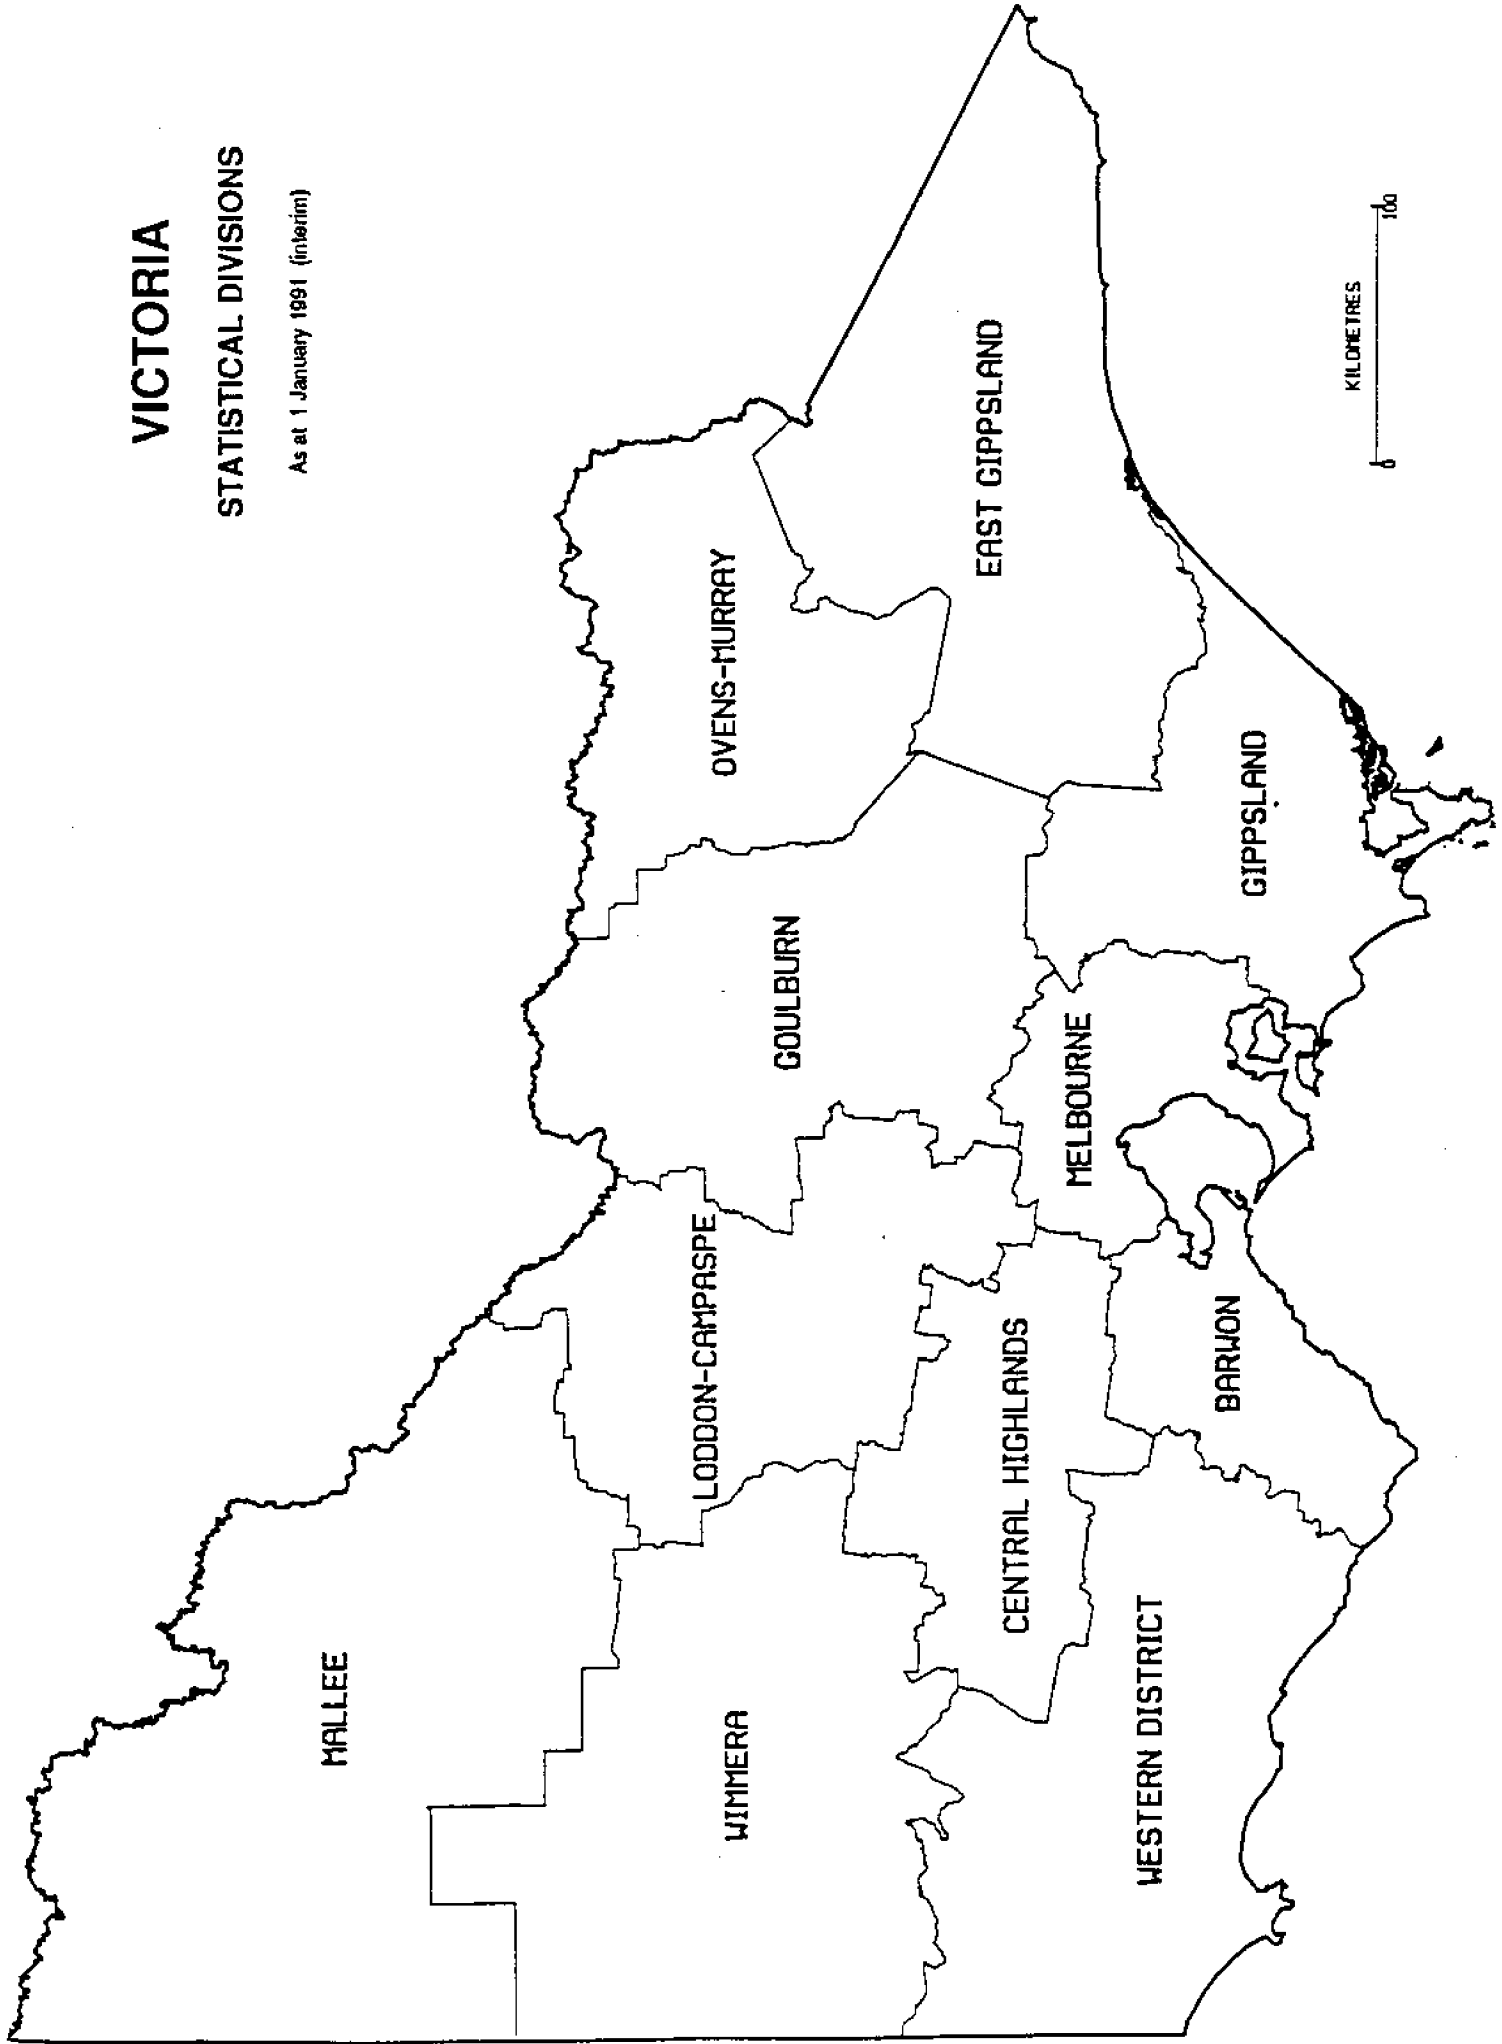 VICTORIA
STATISTICAL DIVISIONS
As at 1 January 1991 (interim)
MALLEE
WIMMERA
LODDON-CAMPASPE
GOULBURN
OVENS-MURRAY
EAST GIPPSLAND
CENTRAL HIGHLANDS
MELBOURNE
GIPPSLAND
WESTERN DISTRICT
BARWON
KILOMETRES
0 100